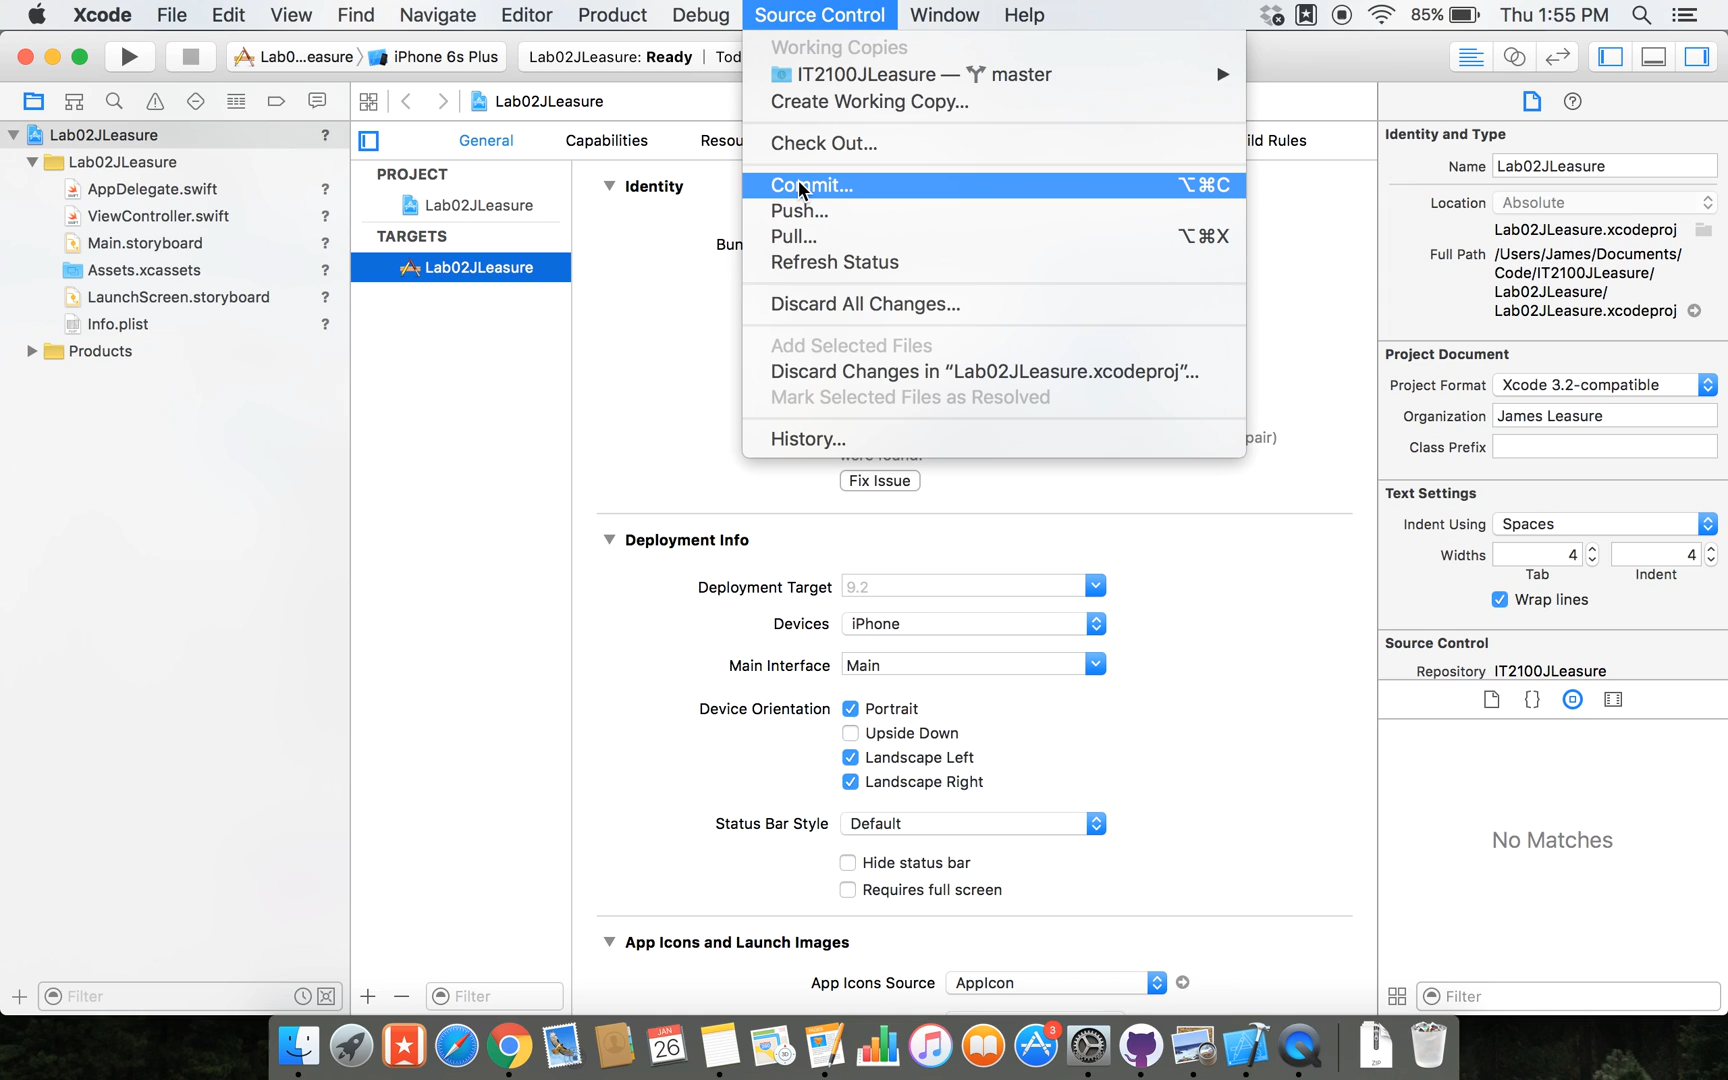 Xcode File Edit View Find Navigate Editor Product Debug Source Control Window Help 85% Thu 1:55 PM
Lab0...easure iPhone 6s Plus Lab02JLeasure: Ready | Tod
Working Copies
IT2100JLeasure — master
Create Working Copy...
Check Out...
Commit... ⌥⌘C
Push...
Pull... ⌥⌘X
Refresh Status
Discard All Changes...
Add Selected Files
Discard Changes in “Lab02JLeasure.xcodeproj”...
Mark Selected Files as Resolved
History...
Lab02JLeasure ?
Lab02JLeasure
AppDelegate.swift ?
ViewController.swift ?
Main.storyboard ?
Assets.xcassets ?
LaunchScreen.storyboard ?
Info.plist ?
Products
Filter
Lab02JLeasure
General Capabilities Resou ild Rules
PROJECT
Lab02JLeasure
TARGETS
Lab02JLeasure
Filter
Identity
Bun
pair)
were found.
Fix Issue
Deployment Info
Deployment Target 9.2
Devices iPhone
Main Interface Main
Device Orientation Portrait
Upside Down
Landscape Left
Landscape Right
Status Bar Style Default
Hide status bar
Requires full screen
App Icons and Launch Images
App Icons Source AppIcon
Identity and Type
Name Lab02JLeasure
Location Absolute
Lab02JLeasure.xcodeproj
Full Path /Users/James/Documents/
Code/IT2100JLeasure/
Lab02JLeasure/
Lab02JLeasure.xcodeproj
Project Document
Project Format Xcode 3.2-compatible
Organization James Leasure
Class Prefix
Text Settings
Indent Using Spaces
Widths 4 4
Tab Indent
Wrap lines
Source Control
Repository IT2100JLeasure
{}
No Matches
Filter
JAN
26
3
ZIP